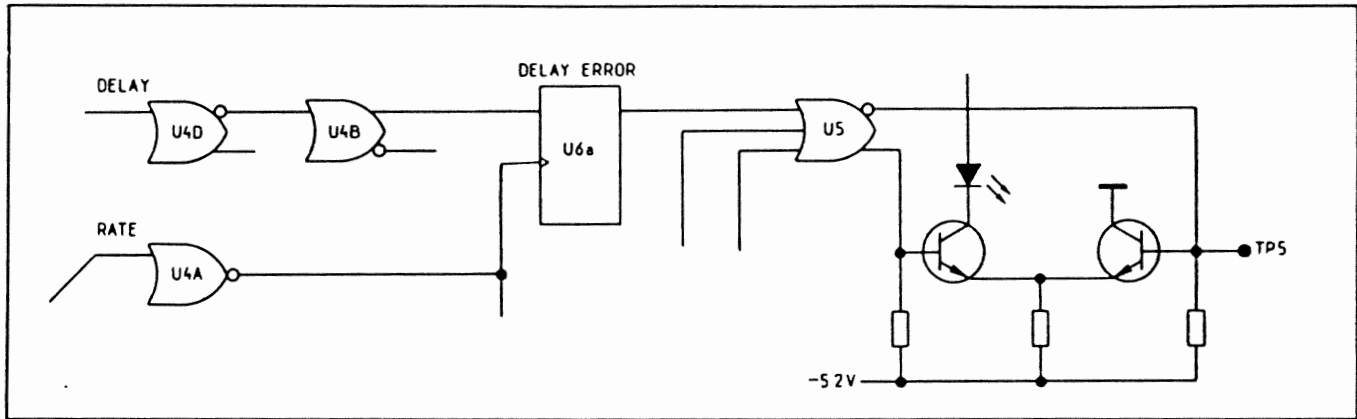 DELAY
U4D
U4B
DELAY ERROR
U6a
U5
RATE
U4A
TP5
-5 2V